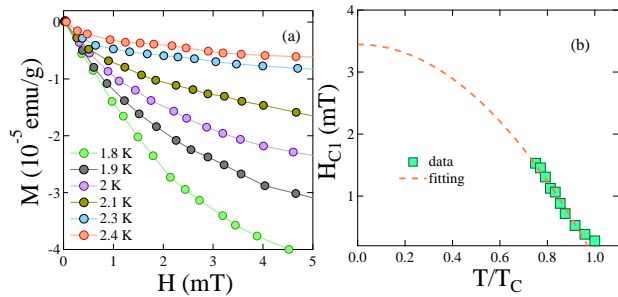 (a)
0
-1
-2
-3
-4
M (10⁻⁵ emu/g)
1.8 K
1.9 K
2 K
2.1 K
2.3 K
2.4 K
0 1 2 3 4 5
H (mT)
(b)
5
4
3
1
H_C1 (mT)
data
fitting
0.0 0.2 0.4 0.6 0.8 1.0
T/T_C